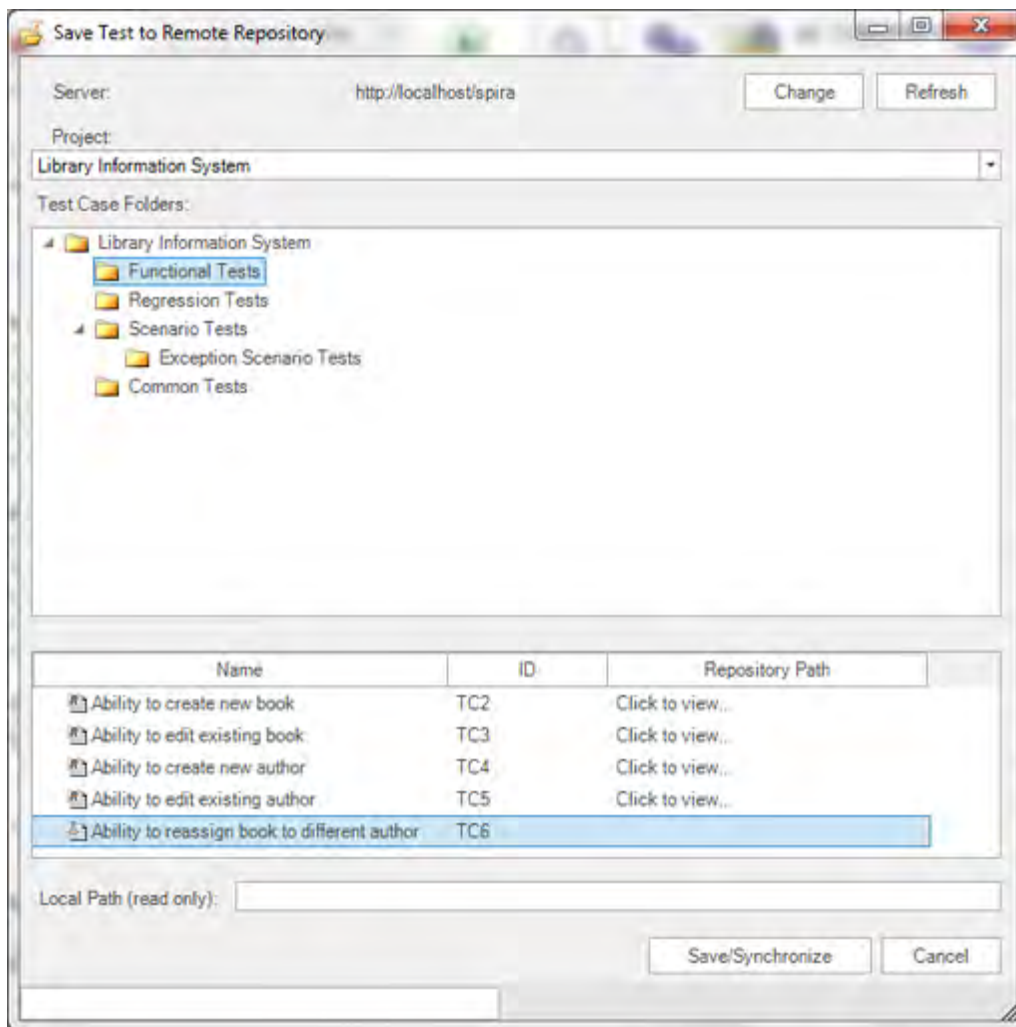 Save Test to Remote Repository
Server: http://localhost/spira Change Refresh
Project:
Library Information System
Test Case Folders:
Library Information System
Functional Tests
Regression Tests
Scenario Tests
Exception Scenario Tests
Common Tests
Name ID Repository Path
Ability to create new book TC2 Click to view...
Ability to edit existing book TC3 Click to view...
Ability to create new author TC4 Click to view...
Ability to edit existing author TC5 Click to view...
Ability to reassign book to different author TC6
Local Path (read only):
Save/Synchronize Cancel